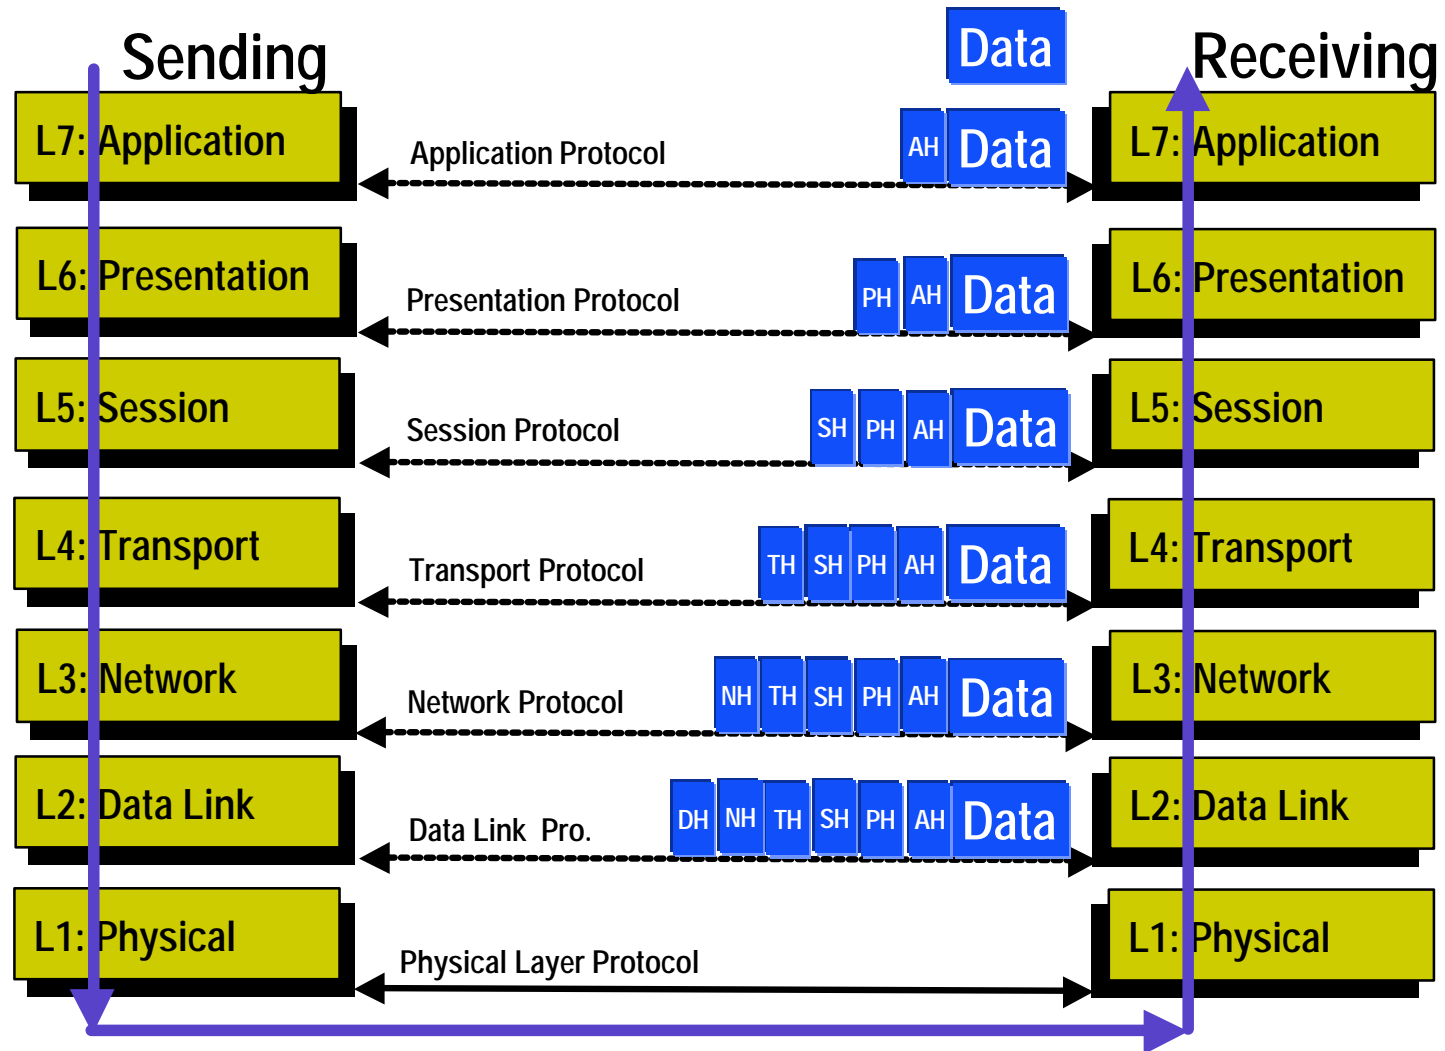 Sending
Data
Receiving
L7: Application
Application Protocol
AH Data
L7: Application
L6: Presentation
Presentation Protocol
PH AH Data
L6: Presentation
L5: Session
Session Protocol
SH PH AH Data
L5: Session
L4: Transport
Transport Protocol
TH SH PH AH Data
L4: Transport
L3: Network
Network Protocol
NH TH SH PH AH Data
L3: Network
L2: Data Link
Data Link Pro.
DH NH TH SH PH AH Data
L2: Data Link
L1: Physical
Physical Layer Protocol
L1: Physical